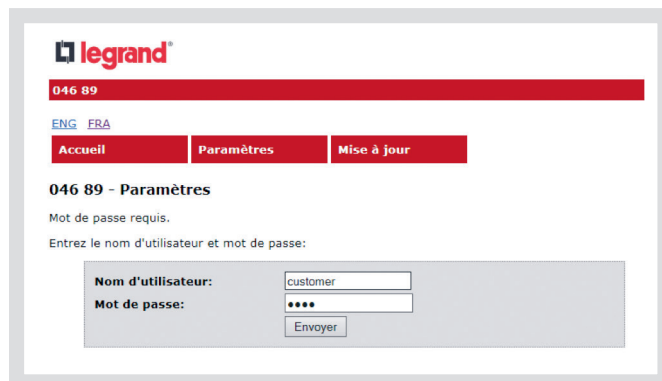 legrand®
046 89
ENG FRA
Accueil Paramètres Mise à jour
046 89 - Paramètres
Mot de passe requis.
Entrez le nom d'utilisateur et mot de passe:
Nom d'utilisateur: customer
Mot de passe: ••••
Envoyer